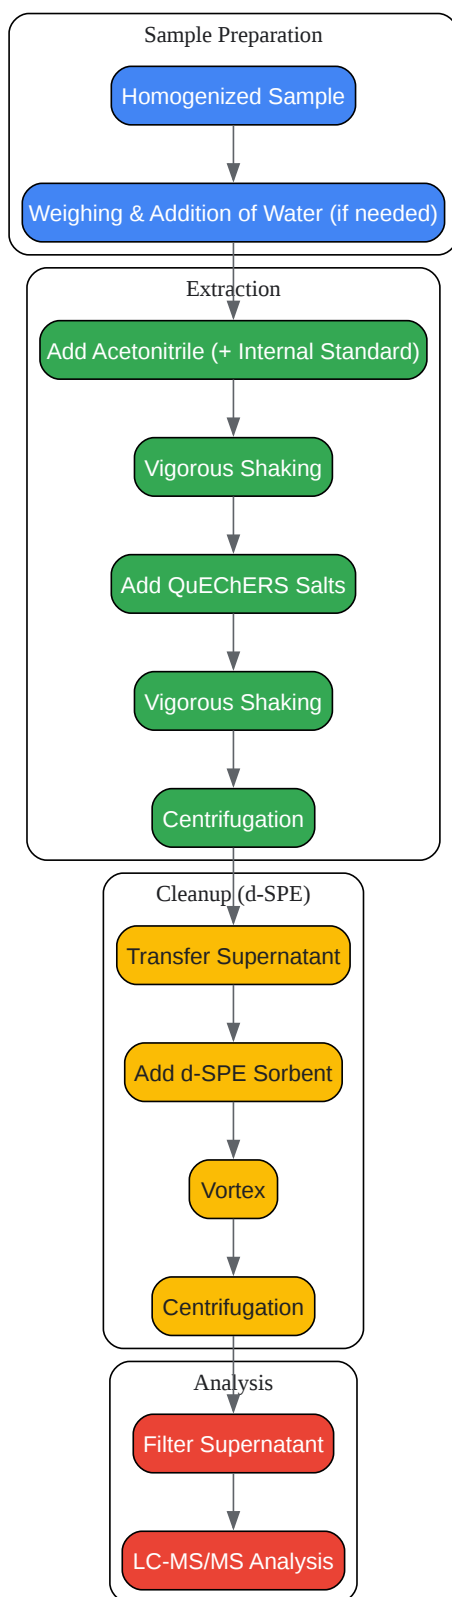 Sample Preparation
Homogenized Sample
Weighing & Addition of Water (if needed)
Extraction
Add Acetonitrile (+ Internal Standard)
Vigorous Shaking
Add QuEChERS Salts
Vigorous Shaking
Centrifugation
Cleanup (d-SPE)
Transfer Supernatant
Add d-SPE Sorbent
Vortex
Centrifugation
Analysis
Filter Supernatant
LC-MS/MS Analysis